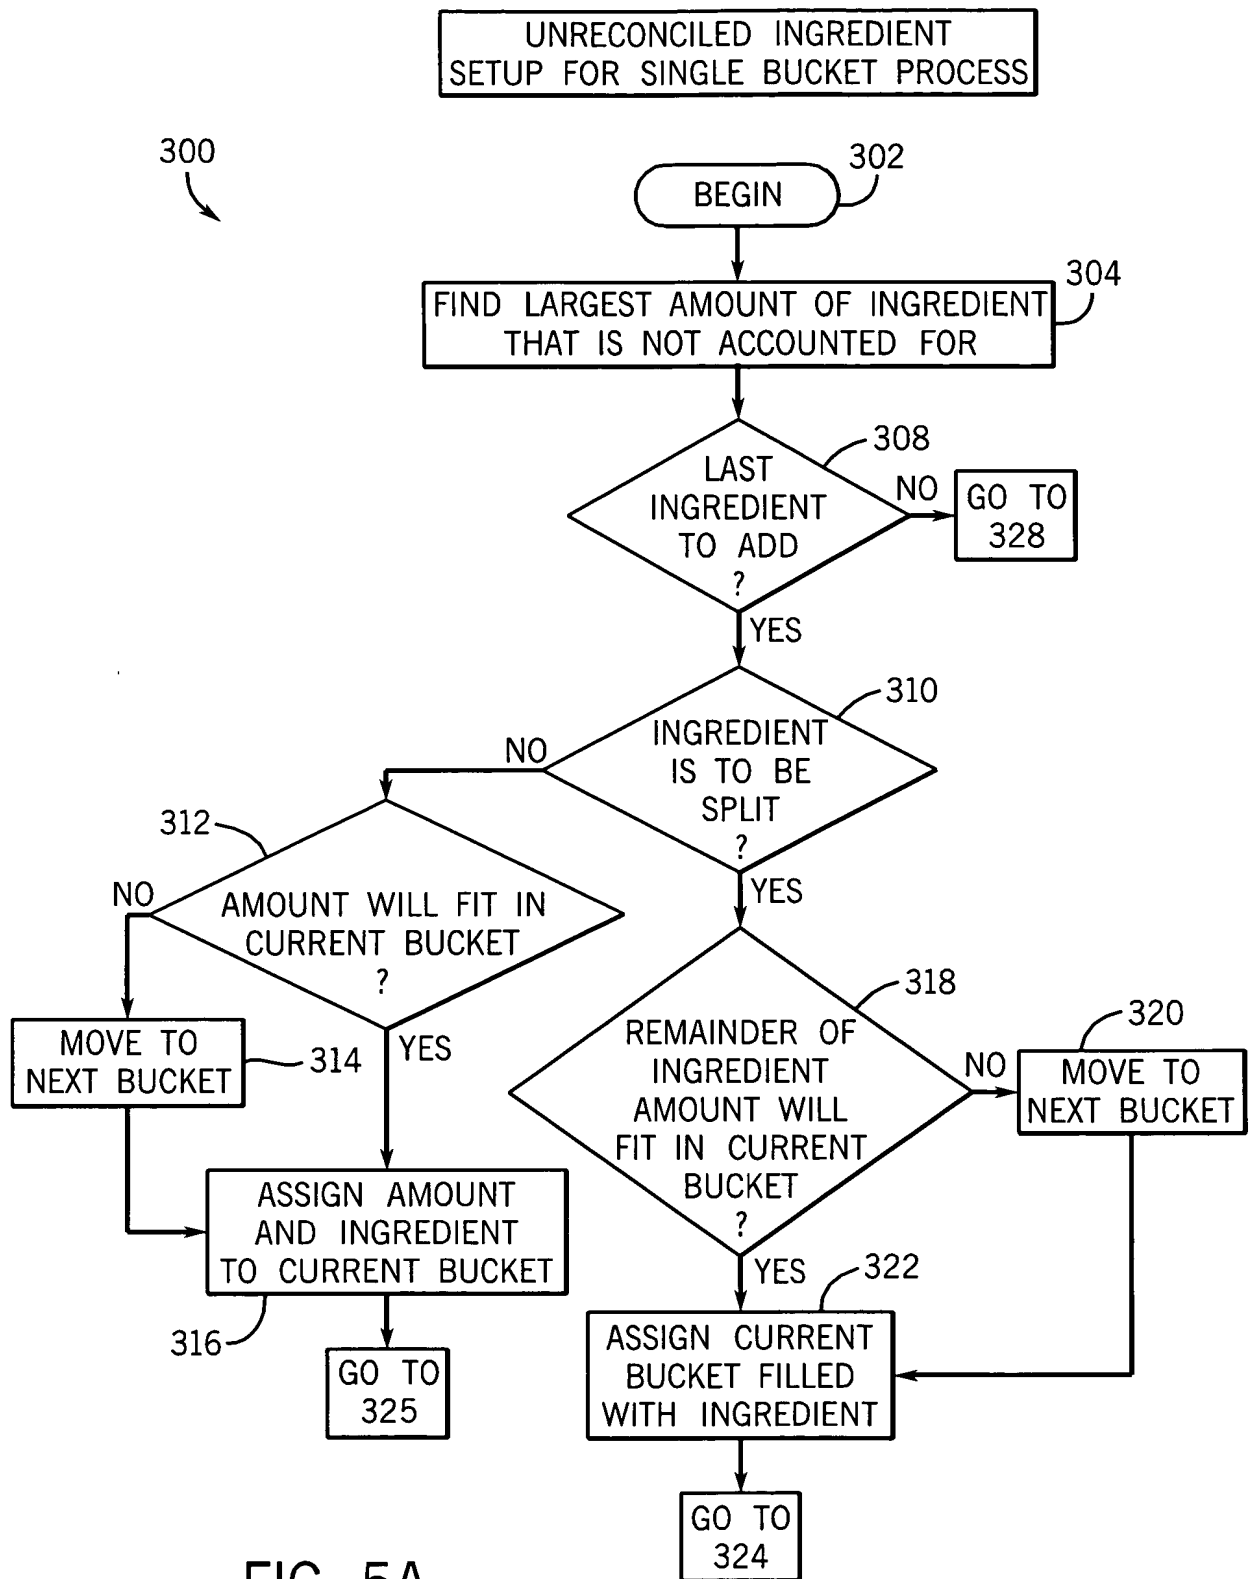 UNRECONCILED INGREDIENT
SETUP FOR SINGLE BUCKET PROCESS
300
302
BEGIN
304
FIND LARGEST AMOUNT OF INGREDIENT
THAT IS NOT ACCOUNTED FOR
308
LAST
INGREDIENT
TO ADD
?
NO
GO TO
328
YES
310
INGREDIENT
IS TO BE
SPLIT
?
NO
YES
312
AMOUNT WILL FIT IN
CURRENT BUCKET
?
NO
YES
MOVE TO
NEXT BUCKET
314
318
REMAINDER OF
INGREDIENT
AMOUNT WILL
FIT IN CURRENT
BUCKET
?
NO
320
MOVE TO
NEXT BUCKET
YES
ASSIGN AMOUNT
AND INGREDIENT
TO CURRENT BUCKET
316
GO TO
325
322
ASSIGN CURRENT
BUCKET FILLED
WITH INGREDIENT
GO TO
324
FIG. 5A